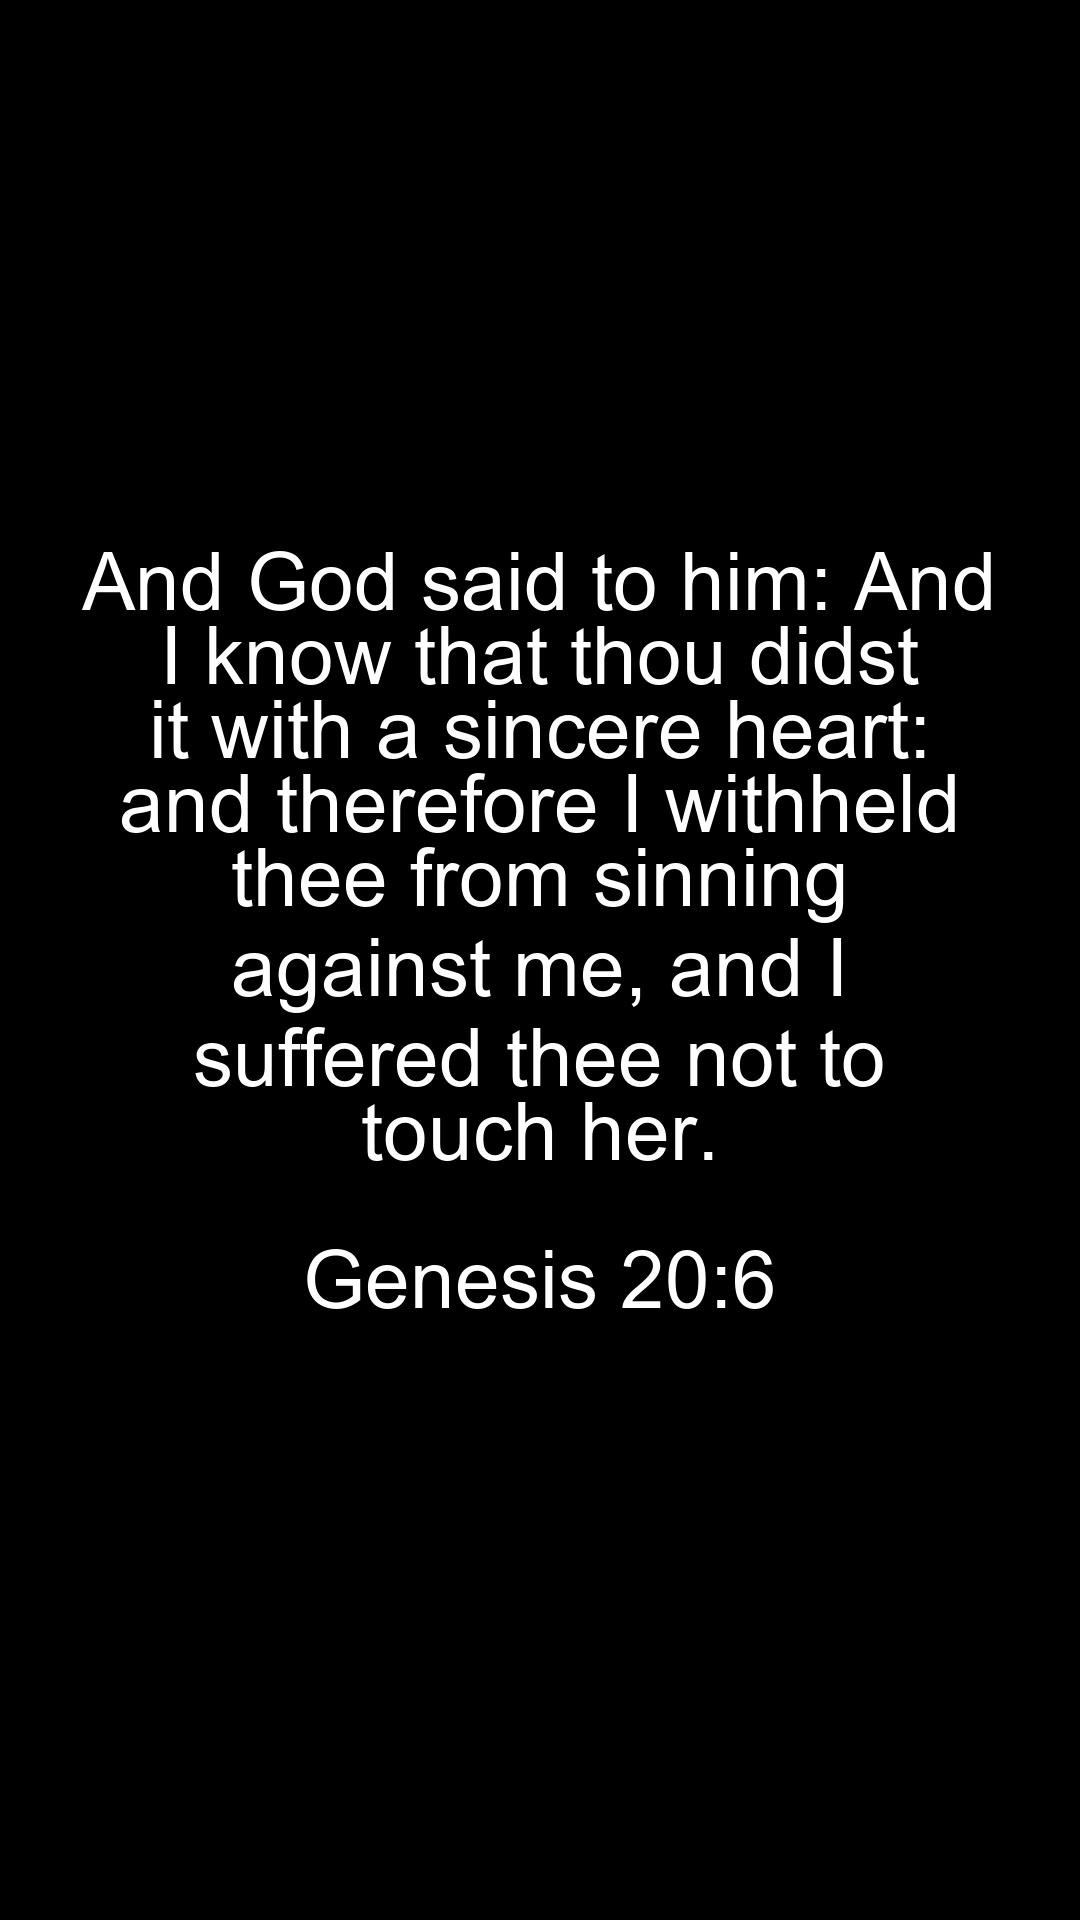 And God said to him: And
I know that thou didst
it with a sincere heart:
and therefore I withheld
thee from sinning
against me, and I
suffered thee not to
touch her.
Genesis 20:6